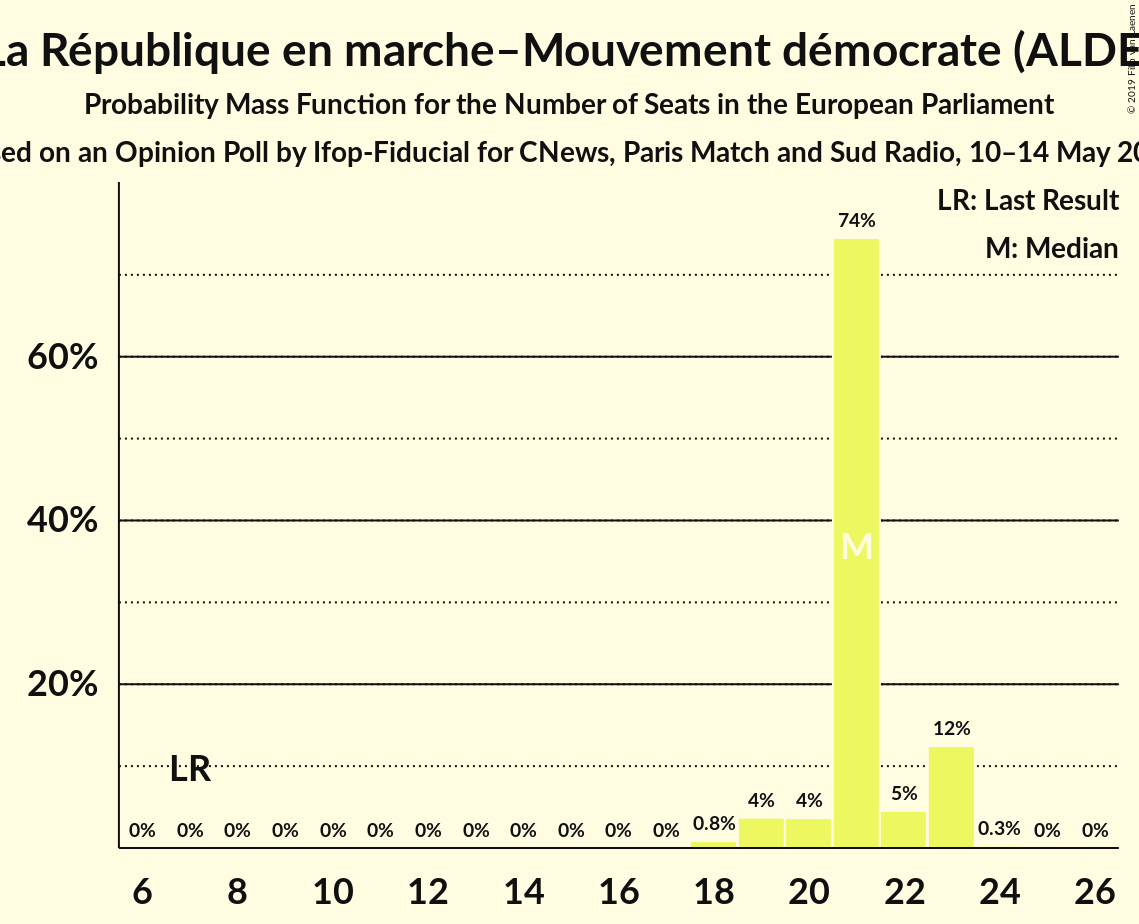 La République en marche–Mouvement démocrate (ALDE
Probability Mass Function for the Number of Seats in the European Parliament
on an Opinion Poll by Ifop-Fiducial for CNews, Paris Match and Sud Radio, 10–14 May
© 2019
LR: Last Result
M: Median
74%
60%
40%
M
20%
12%
LR
5%
4% 4%
0% 0% 0% 0% 0% 0% 0% 0% 0% 0% 0% 0% 0.8% 0.3% 0% 0%
6 8 10 12 14 16 18 20 22 24 26